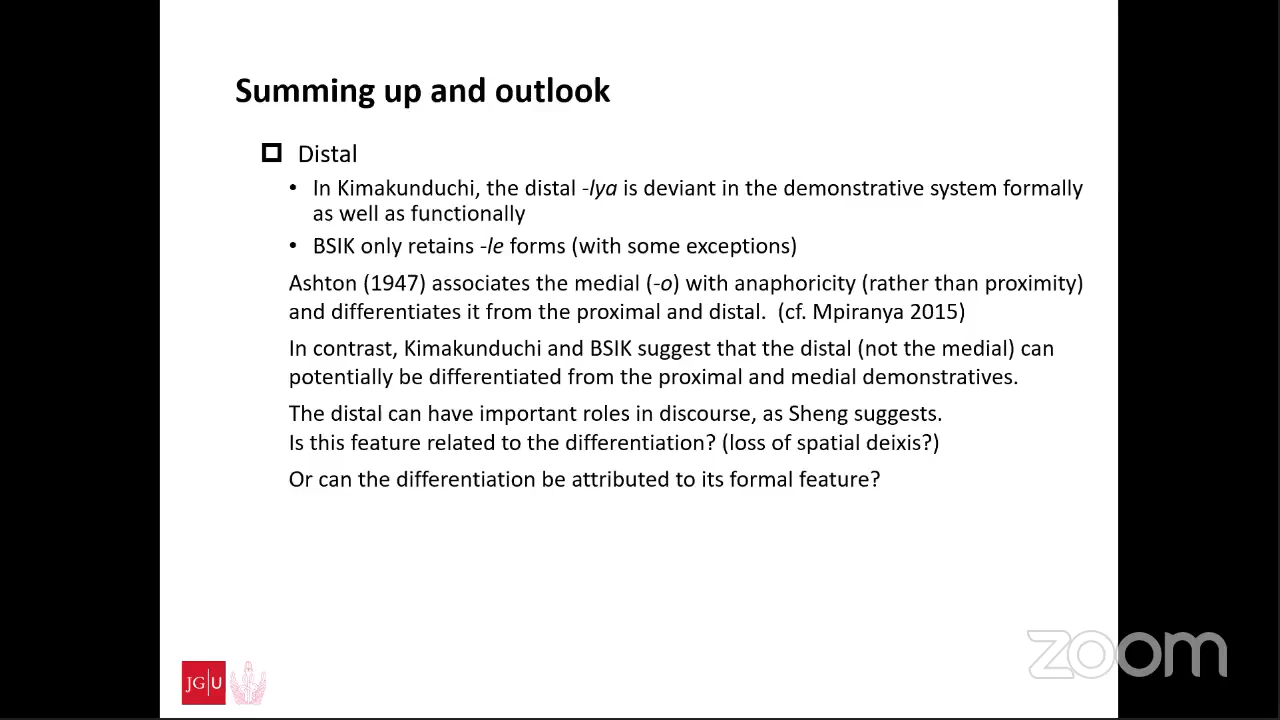 Summing up and outlook
Distal
• In Kimakunduchi, the distal -lya is deviant in the demonstrative system formally
as well as functionally
• BSIK only retains -le forms (with some exceptions)
Ashton (1947) associates the medial (-o) with anaphoricity (rather than proximity)
and differentiates it from the proximal and distal. (cf. Mpiranya 2015)
In contrast, Kimakunduchi and BSIK suggest that the distal (not the medial) can
potentially be differentiated from the proximal and medial demonstratives.
The distal can have important roles in discourse, as Sheng suggests.
Is this feature related to the differentiation? (loss of spatial deixis?)
Or can the differentiation be attributed to its formal feature?
JG|U
zoom